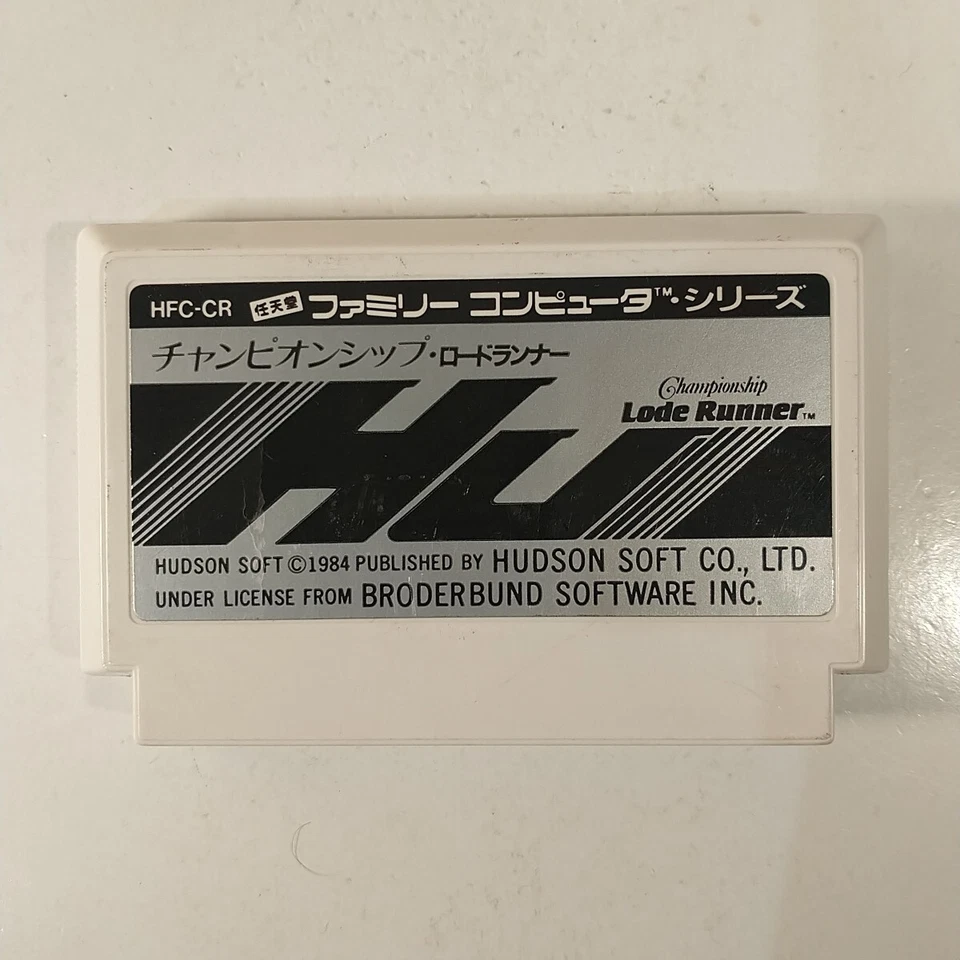 HFC-CR 任天堂 ファミリー コンピュータ™・シリーズ
チャンピオンシップ・ロードランナー
Championship
Lode Runner™
HU
HUDSON SOFT ©1984 PUBLISHED BY HUDSON SOFT CO., LTD.
UNDER LICENSE FROM BRODERBUND SOFTWARE INC.